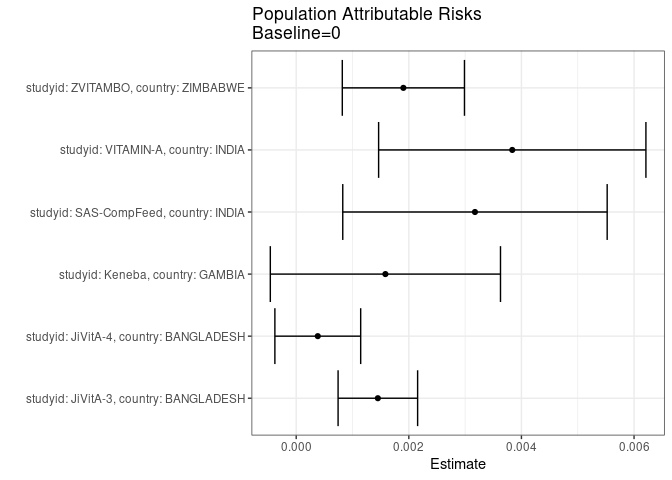 Population Attributable Risks
Baseline=0
studyid: ZVITAMBO, country: ZIMBABWE
studyid: VITAMIN-A, country: INDIA
studyid: SAS-CompFeed, country: INDIA
studyid: Keneba, country: GAMBIA
studyid: JiVitA-4, country: BANGLADESH
studyid: JiVitA-3, country: BANGLADESH
0.000 0.002 0.004 0.006
Estimate